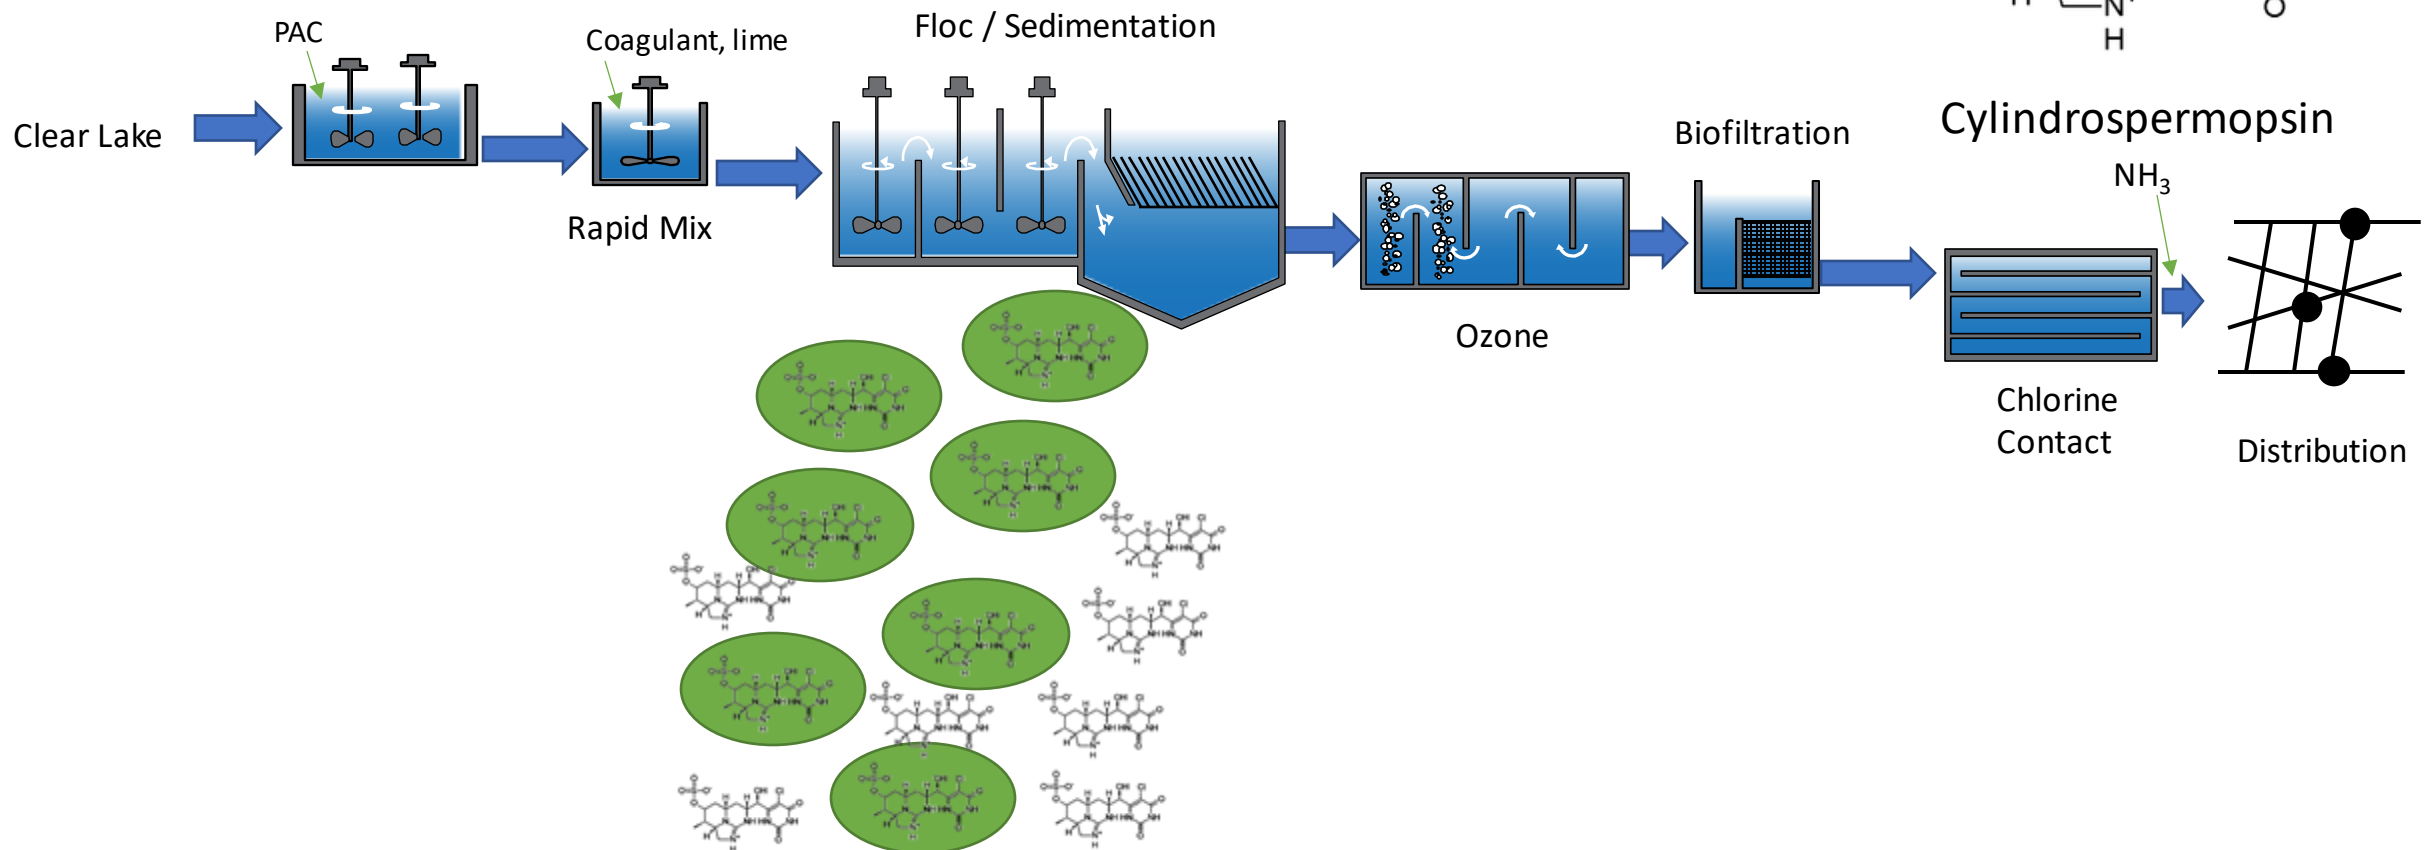 Floc / Sedimentation
PAC
Coagulant, lime
N
H
O
Clear Lake
Cylindrospermopsin
Biofiltration
NH3
Rapid Mix
Ozone
Chlorine
Contact
Distribution